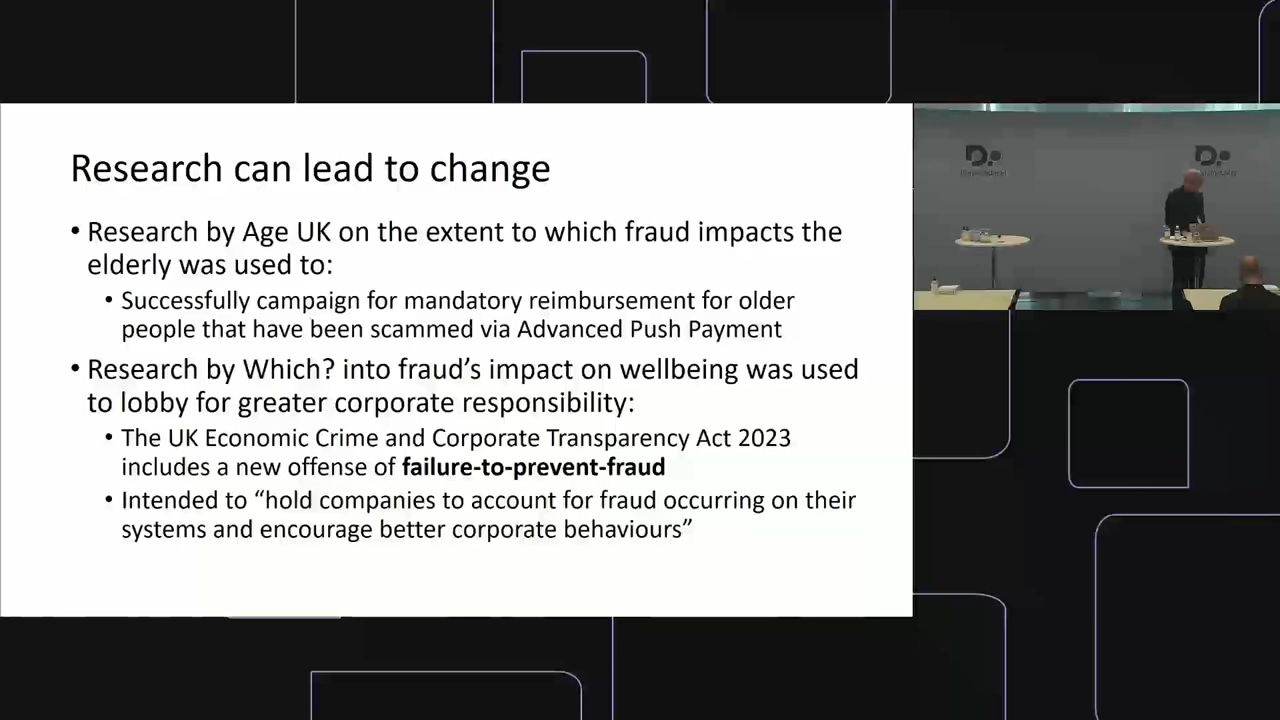 Research can lead to change
• Research by Age UK on the extent to which fraud impacts the
elderly was used to:
• Successfully campaign for mandatory reimbursement for older
people that have been scammed via Advanced Push Payment
• Research by Which? into fraud’s impact on wellbeing was used
to lobby for greater corporate responsibility:
• The UK Economic Crime and Corporate Transparency Act 2023
includes a new offense of failure-to-prevent-fraud
• Intended to “hold companies to account for fraud occurring on their
systems and encourage better corporate behaviours”